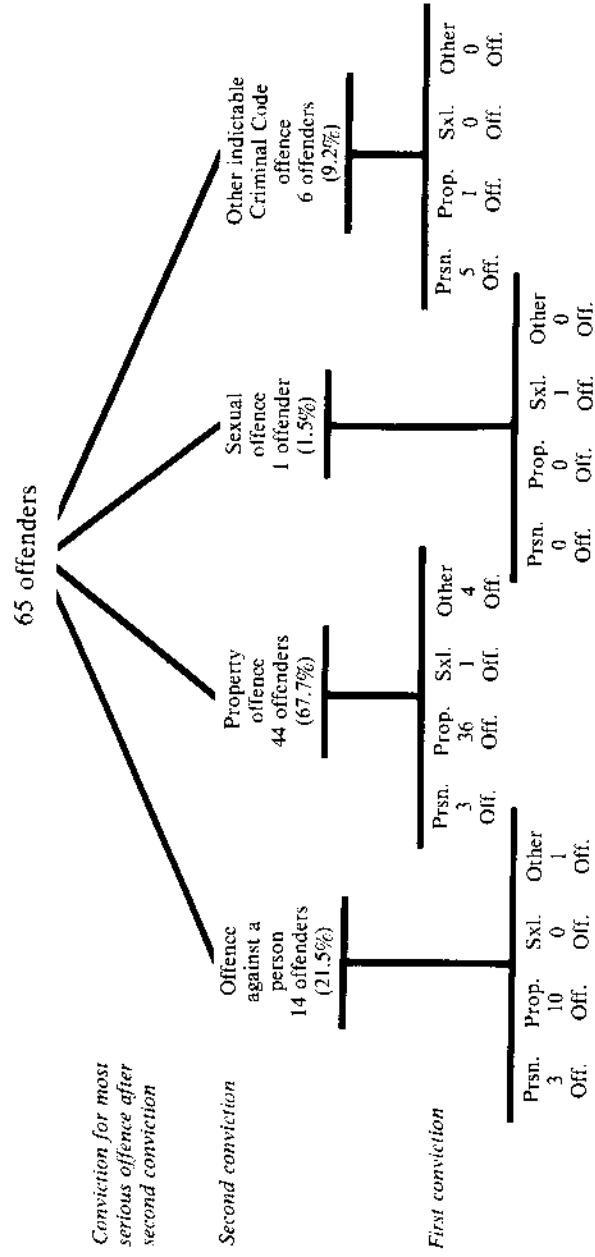 65 offenders
Conviction for most
serious offence after
second conviction
Second conviction
Offence
against a
person
14 offenders
(21.5%)
Property
offence
44 offenders
(67.7%)
Sexual
offence
1 offender
(1.5%)
Other indictable
Criminal Code
offence
6 offenders
(9.2%)
First conviction
Prsn. Prop. Sxl. Other
3 10 0 1
Off. Off. Off. Off.
Prsn. Prop. Sxl. Other
3 36 1 4
Off. Off. Off. Off.
Prsn. Prop. Sxl. Other
0 0 1 0
Off. Off. Off. Off.
Prsn. Prop. Sxl. Other
5 1 0 0
Off. Off. Off. Off.